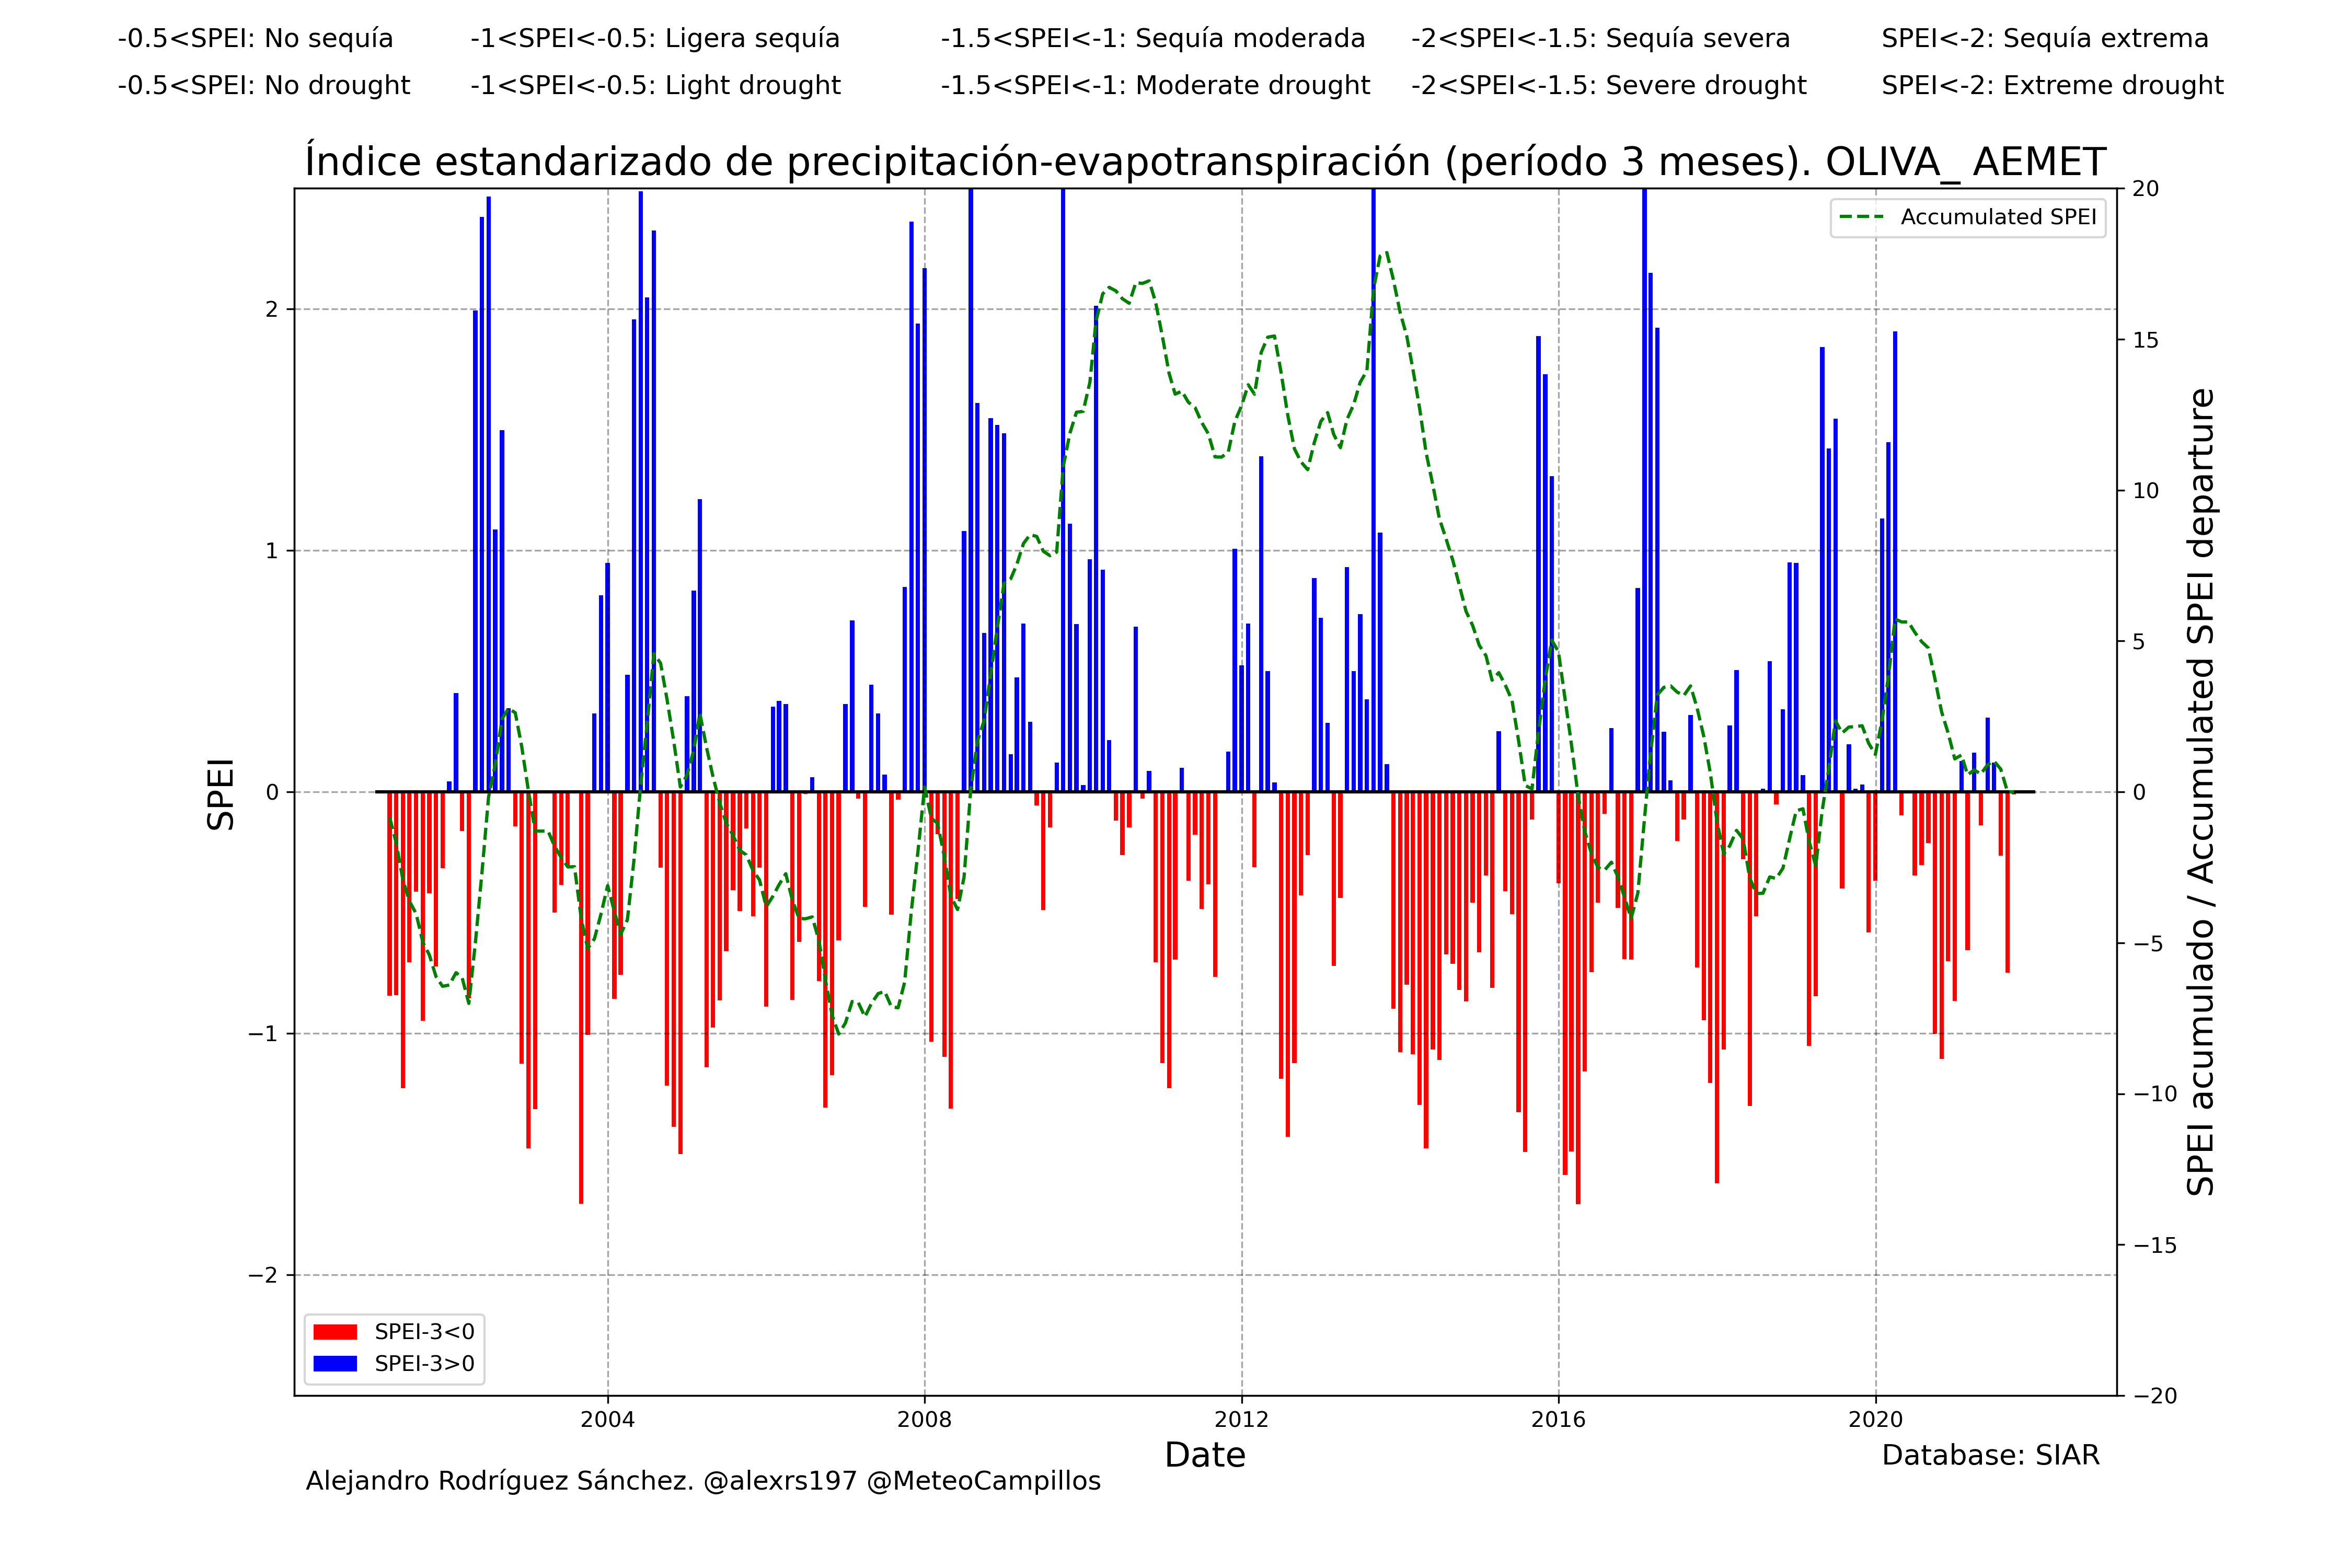 -0.5<SPEI: No sequía -1<SPEI<-0.5: Ligera sequía -1.5<SPEI<-1: Sequía moderada -2<SPEI<-1.5: Sequía severa SPEI<-2: Sequía extrema
-0.5<SPEI: No drought -1<SPEI<-0.5: Light drought -1.5<SPEI<-1: Moderate drought -2<SPEI<-1.5: Severe drought SPEI<-2: Extreme drought
Índice estandarizado de precipitación-evapotranspiración (período 3 meses). OLIVA_ AEMET
Accumulated SPEI
SPEI
2
1
0
−1
−2
20
15
10
5
0
−5
−10
−15
−20
SPEI acumulado / Accumulated SPEI departure
SPEI-3<0
SPEI-3>0
2004 2008 2012 2016 2020
Date
Database: SIAR
Alejandro Rodríguez Sánchez. @alexrs197 @MeteoCampillos